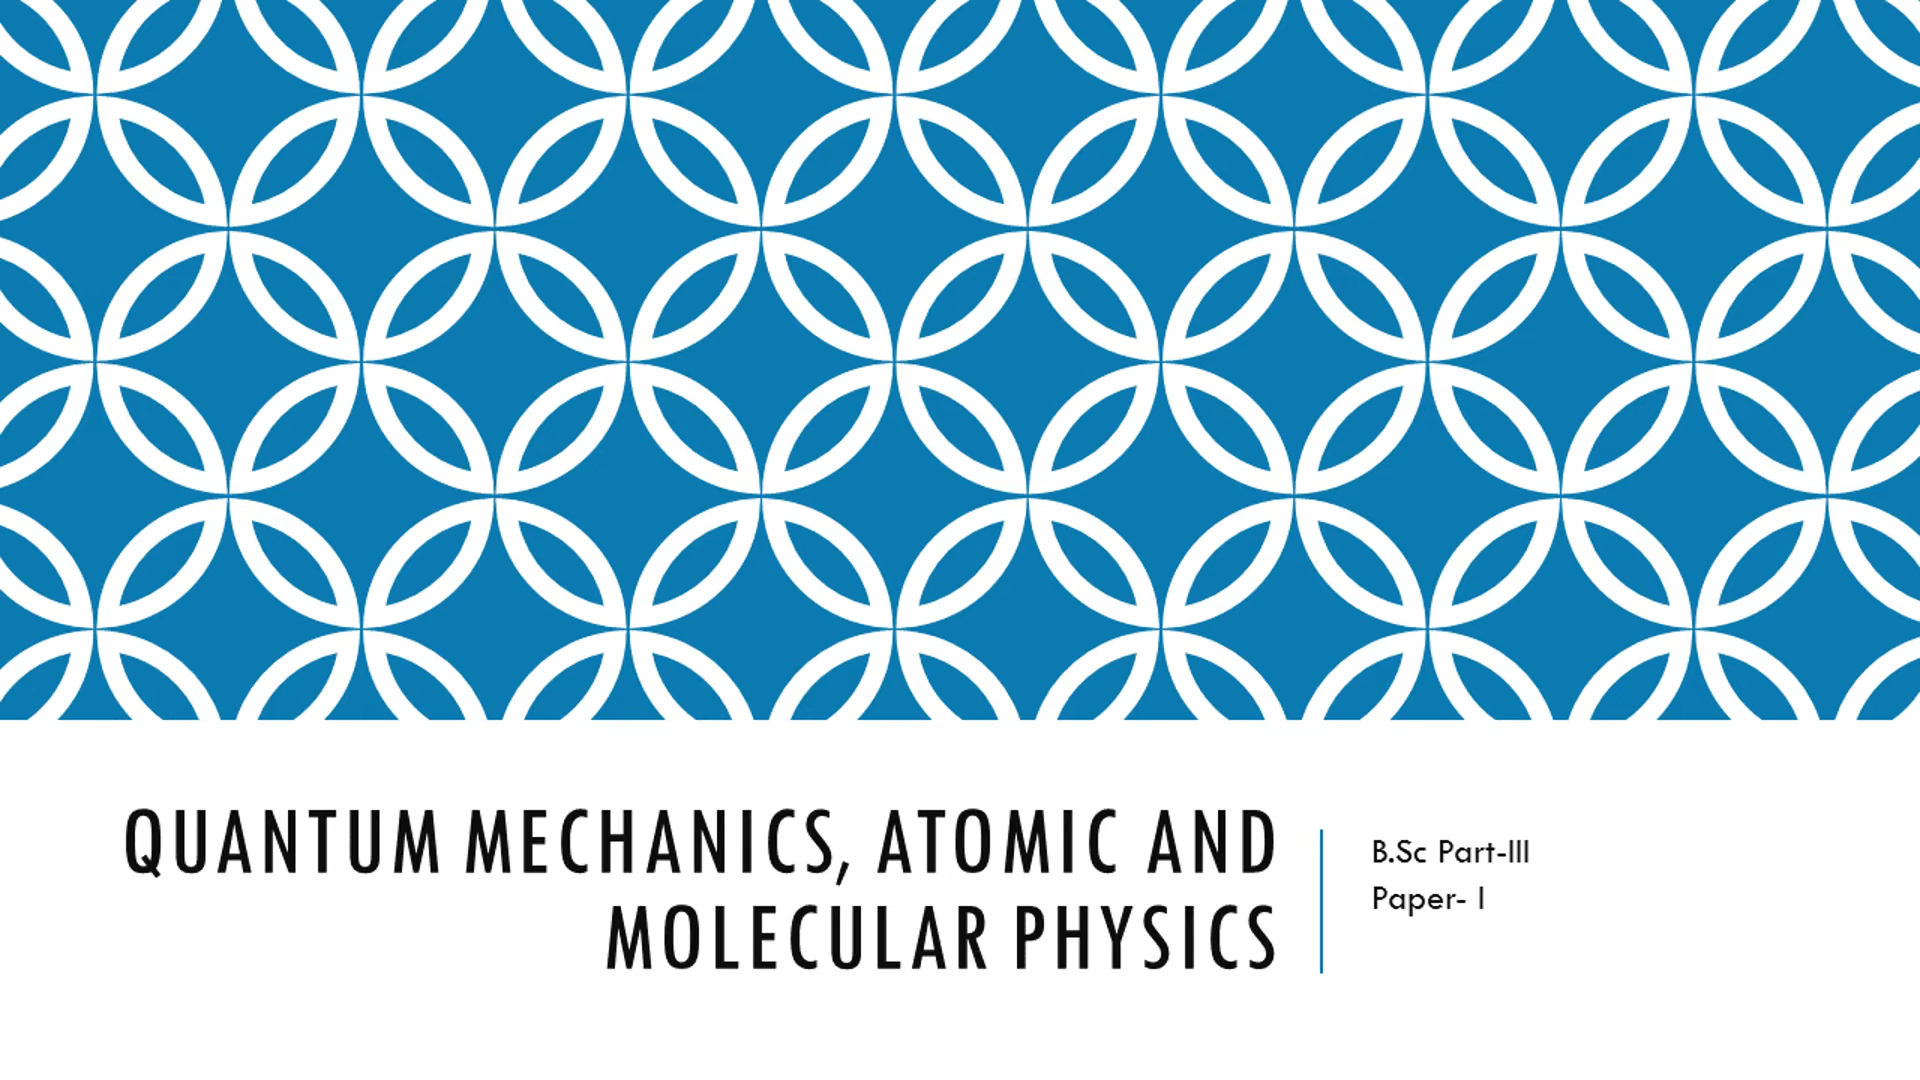 QUANTUM MECHANICS, ATOMIC AND
MOLECULAR PHYSICS
B.Sc Part-III
Paper- I